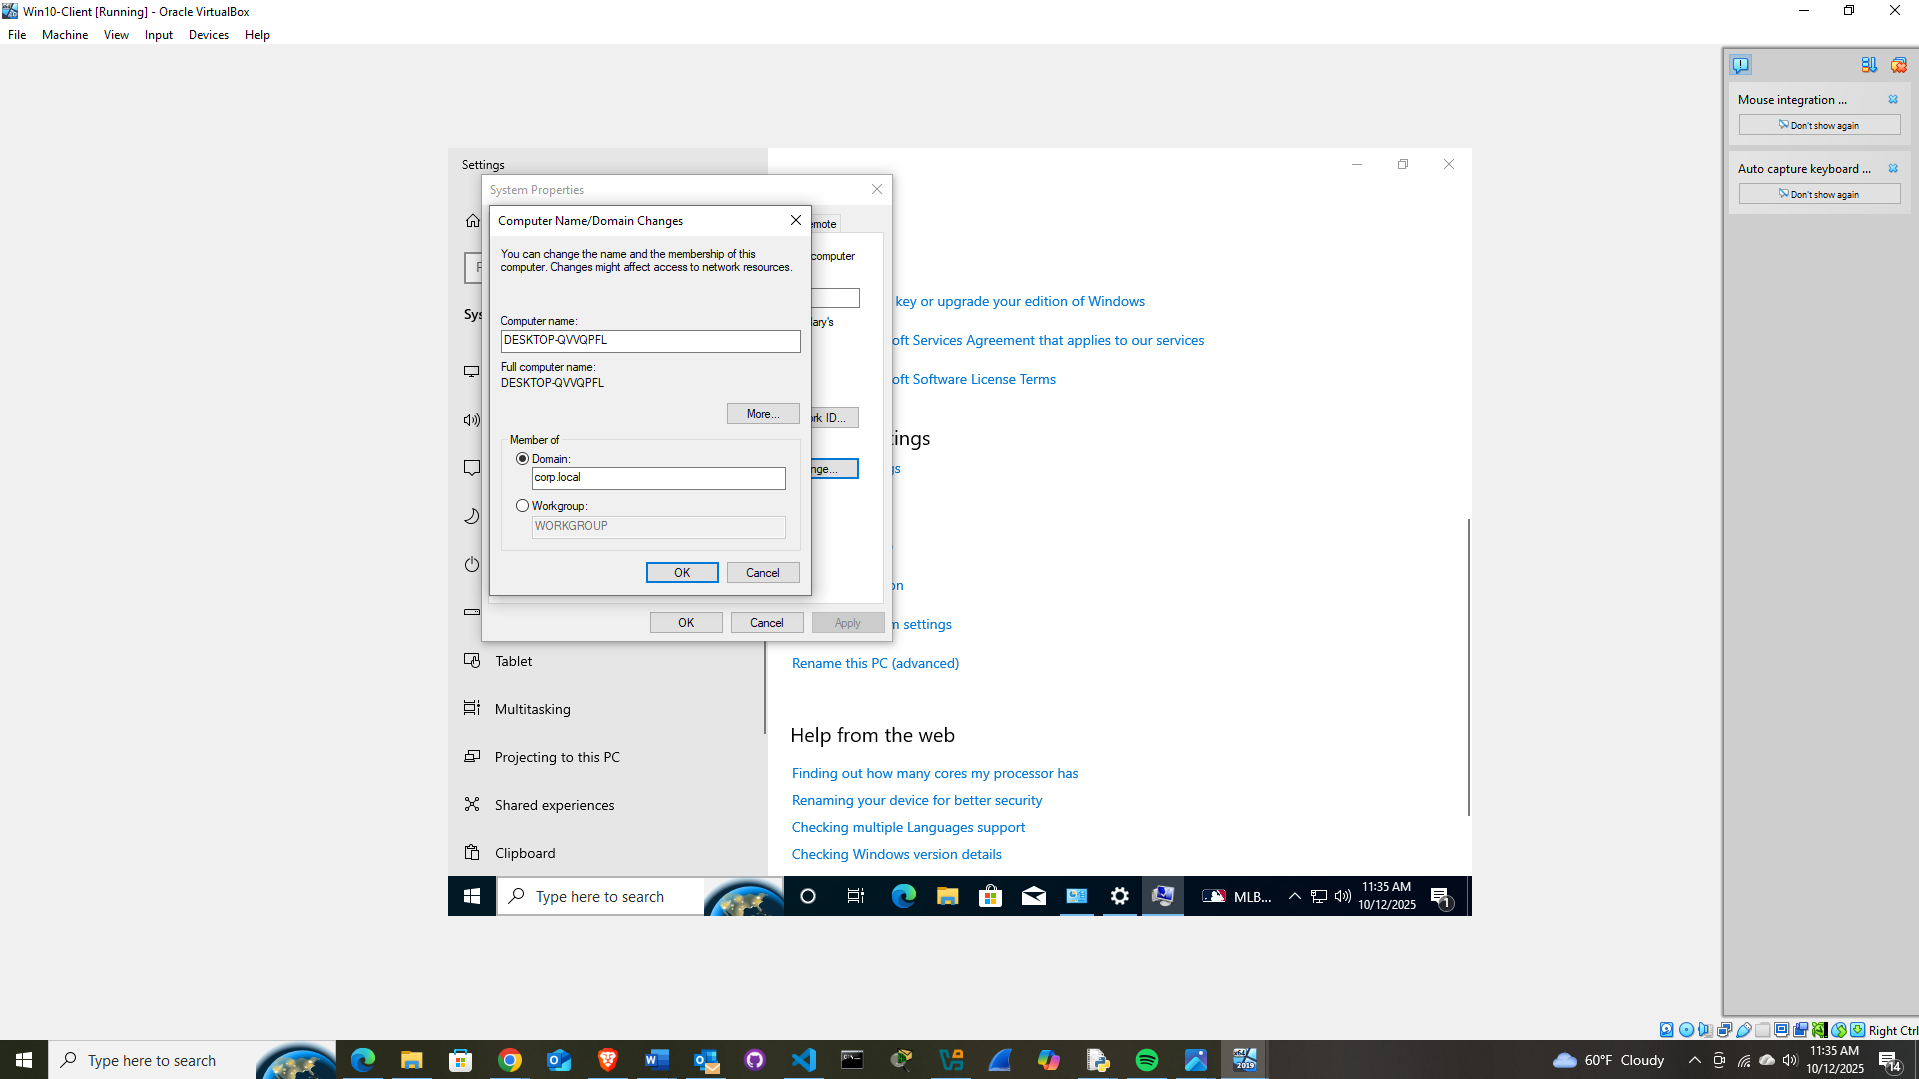 Win10-Client [Running] - Oracle VirtualBox
File Machine View Input Devices Help
Mouse integration ...
Don't show again
Auto capture keyboard ...
Don't show again
Settings
System Properties
Computer Name/Domain Changes
emote
You can change the name and the membership of this
computer. Changes might affect access to network resources.
computer
key or upgrade your edition of Windows
Sys
Computer name:
ary's
DESKTOP-QVVQPFL
oft Services Agreement that applies to our services
Full computer name:
DESKTOP-QVVQPFL
oft Software License Terms
More...
rk ID...
Member of
ings
Domain:
nge...
gs
corp.local
Workgroup:
WORKGROUP
OK Cancel
on
OK Cancel Apply
m settings
Tablet
Rename this PC (advanced)
Multitasking
Help from the web
Projecting to this PC
Finding out how many cores my processor has
Shared experiences
Renaming your device for better security
Checking multiple Languages support
Clipboard
Checking Windows version details
Type here to search
MLB...
11:35 AM
10/12/2025
1
Right Ctrl
Type here to search
x64
2019
60°F Cloudy
11:35 AM
10/12/2025
14